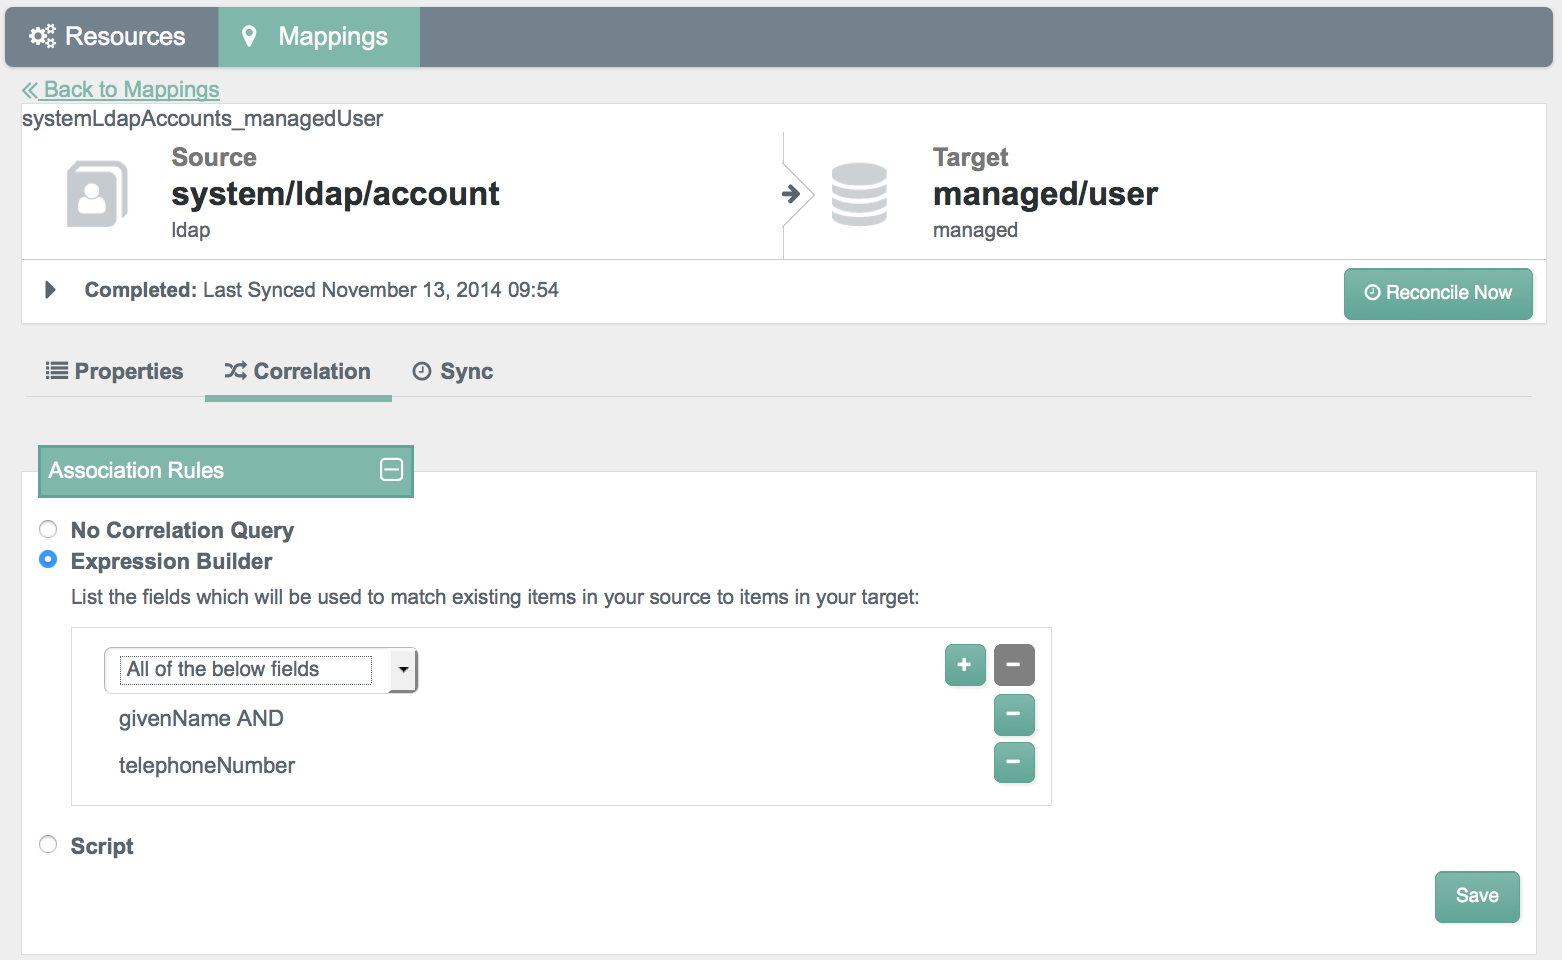 Resources
Mappings
Back to Mappings
systemLdapAccounts_managedUser
Source
system/ldap/account
ldap
Target
managed/user
managed
Completed: Last Synced November 13, 2014 09:54
Reconcile Now
Properties
Correlation
Sync
Association Rules
No Correlation Query
Expression Builder
List the fields which will be used to match existing items in your source to items in your target:
All of the below fields
givenName AND
telephoneNumber
Script
Save